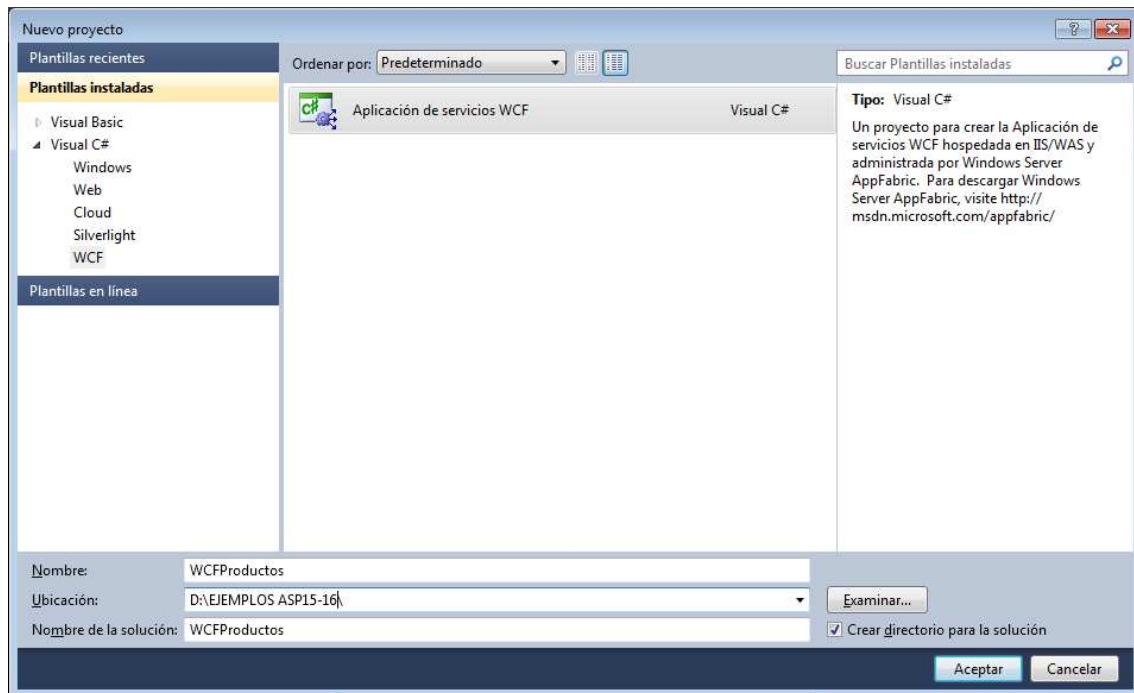 Nuevo proyecto
Plantillas recientes
Plantillas instaladas
Visual Basic
Visual C#
Windows
Web
Cloud
Silverlight
WCF
Plantillas en línea
Ordenar por: Predeterminado
C# Aplicación de servicios WCF Visual C#
Buscar Plantillas instaladas
Tipo: Visual C#
Un proyecto para crear la Aplicación de
servicios WCF hospedada en IIS/WAS y
administrada por Windows Server
AppFabric. Para descargar Windows
Server AppFabric, visite http://
msdn.microsoft.com/appfabric/
Nombre: WCFProductos
Ubicación: D:\EJEMPLOS ASP15-16\
Examinar...
Nombre de la solución: WCFProductos
Crear directorio para la solución
Aceptar Cancelar